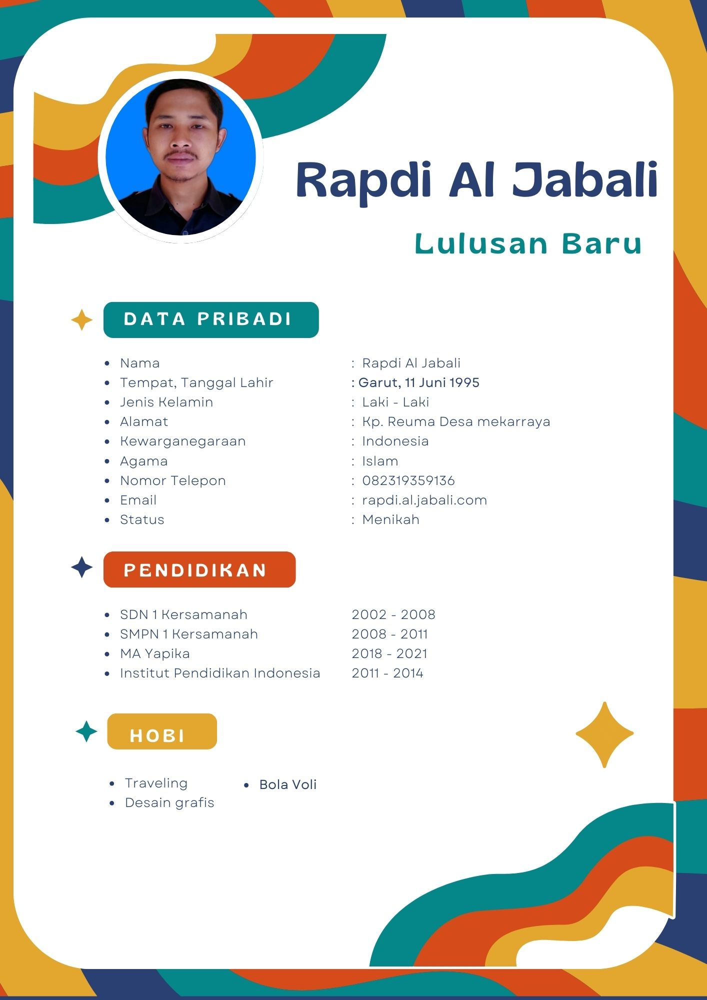 Rapdi Al Jabali
Lulusan Baru
DATA PRIBADI
• Nama : Rapdi Al Jabali
• Tempat, Tanggal Lahir : Garut, 11 Juni 1995
• Jenis Kelamin : Laki - Laki
• Alamat : Kp. Reuma Desa mekarraya
• Kewarganegaraan : Indonesia
• Agama : Islam
• Nomor Telepon : 082319359136
• Email : rapdi.al.jabali.com
• Status : Menikah
PENDIDIKAN
• SDN 1 Kersamanah 2002 - 2008
• SMPN 1 Kersamanah 2008 - 2011
• MA Yapika 2018 - 2021
• Institut Pendidikan Indonesia 2011 - 2014
HOBI
• Traveling • Bola Voli
• Desain grafis